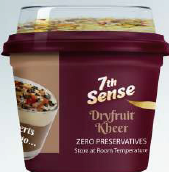 7th
Sense
Dryfruit
Kheer
ZERO PRESERVATIVES
Store at Room Temperature